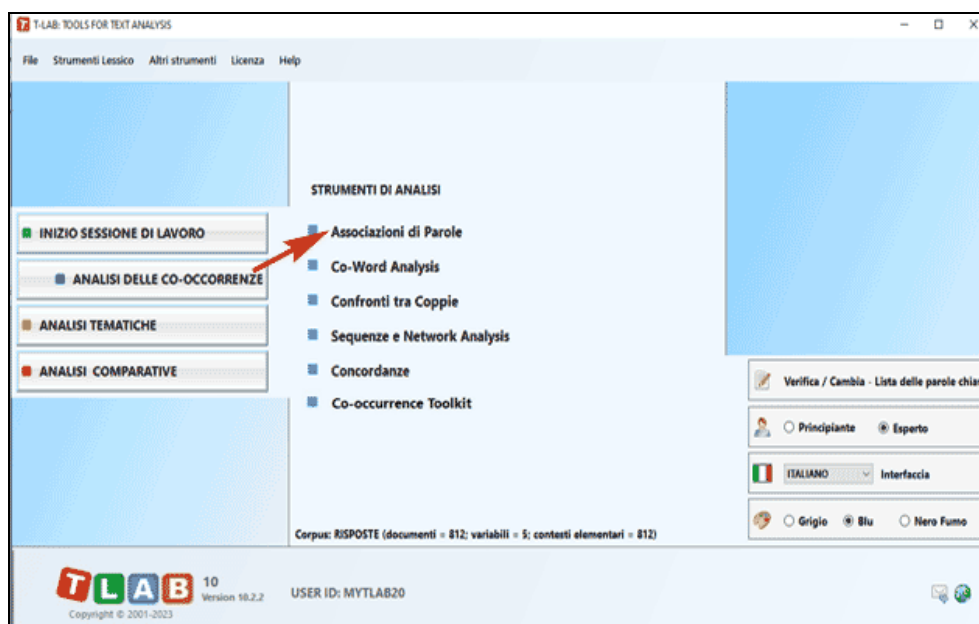 T-LAB: TOOLS FOR TEXT ANALYSIS
File Strumenti Lessico Altri strumenti Licenza Help
STRUMENTI DI ANALISI
INIZIO SESSIONE DI LAVORO
ANALISI DELLE CO-OCCORRENZE
ANALISI TEMATICHE
ANALISI COMPARATIVE
Associazioni di Parole
Co-Word Analysis
Confronti tra Coppie
Sequenze e Network Analysis
Concordanze
Co-occurrence Toolkit
Verifica / Cambia - Lista delle parole chia
Principiante Esperto
ITALIANO Interfaccia
Grigio Blu Nero Fumo
Corpus: RISPOSTE (documenti = 812; variabili = 5; contesti elementari = 812)
T L A B
10
Version 10.2.2
Copyright © 2001-2023
USER ID: MYTLAB20